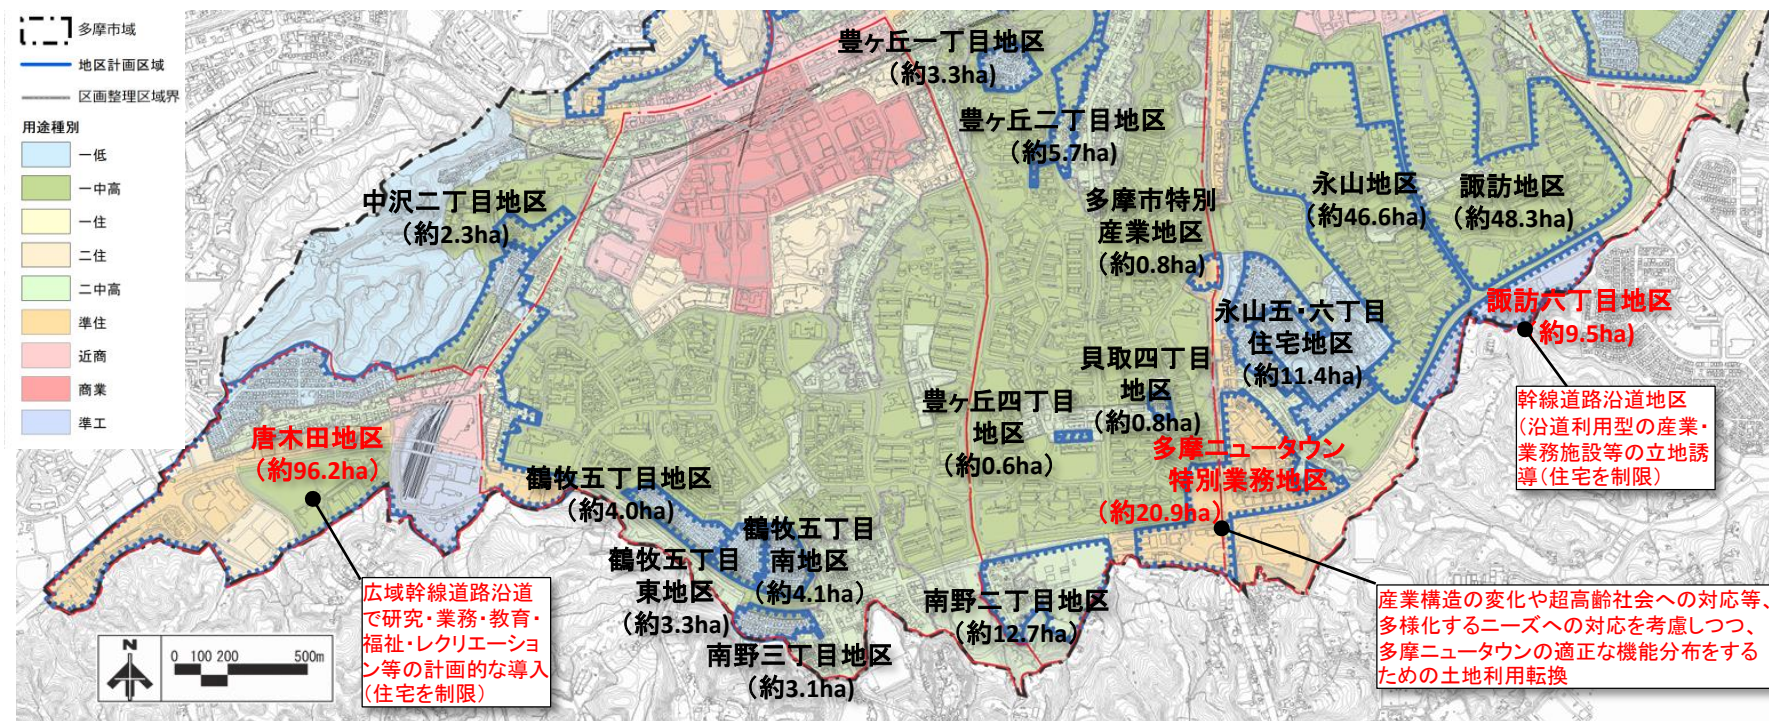 多摩市域
地区計画区域
区画整理区域界
用途種別
一低
一中高
一住
二住
二中高
準住
近商
商業
準工
豊ヶ丘一丁目地区
(約3.3ha)
豊ヶ丘二丁目地区
(約5.7ha)
中沢二丁目地区
(約2.3ha)
多摩市特別
産業地区
(約0.8ha)
永山地区
(約46.6ha)
諏訪地区
(約48.3ha)
諏訪六丁目地区
約9.5ha)
永山五・六丁目
住宅地区
(約11.4ha)
貝取四丁目
地区
(約0.8ha)
豊ヶ丘四丁目
地区
(約0.6ha)
多摩ニュータウン
特別業務地区
(約20.9ha)
唐木田地区
(約96.2ha)
鶴牧五丁目地区
(約4.0ha)
鶴牧五丁目
南地区
(約4.1ha)
鶴牧五丁目
東地区
(約3.3ha)
南野二丁目地区
(約12.7ha)
南野三丁目地区
(約3.1ha)
幹線道路沿道地区
(沿道利用型の産業・
業務施設等の立地誘
導(住宅を制限)
広域幹線道路沿道
で研究・業務・教育・
福祉・レクリエーショ
ン等の計画的な導入
(住宅を制限)
産業構造の変化や超高齢社会への対応等、
多様化するニーズへの対応を考慮しつつ、
多摩ニュータウンの適正な機能分布をする
ための土地利用転換
N
0 100 200 500m